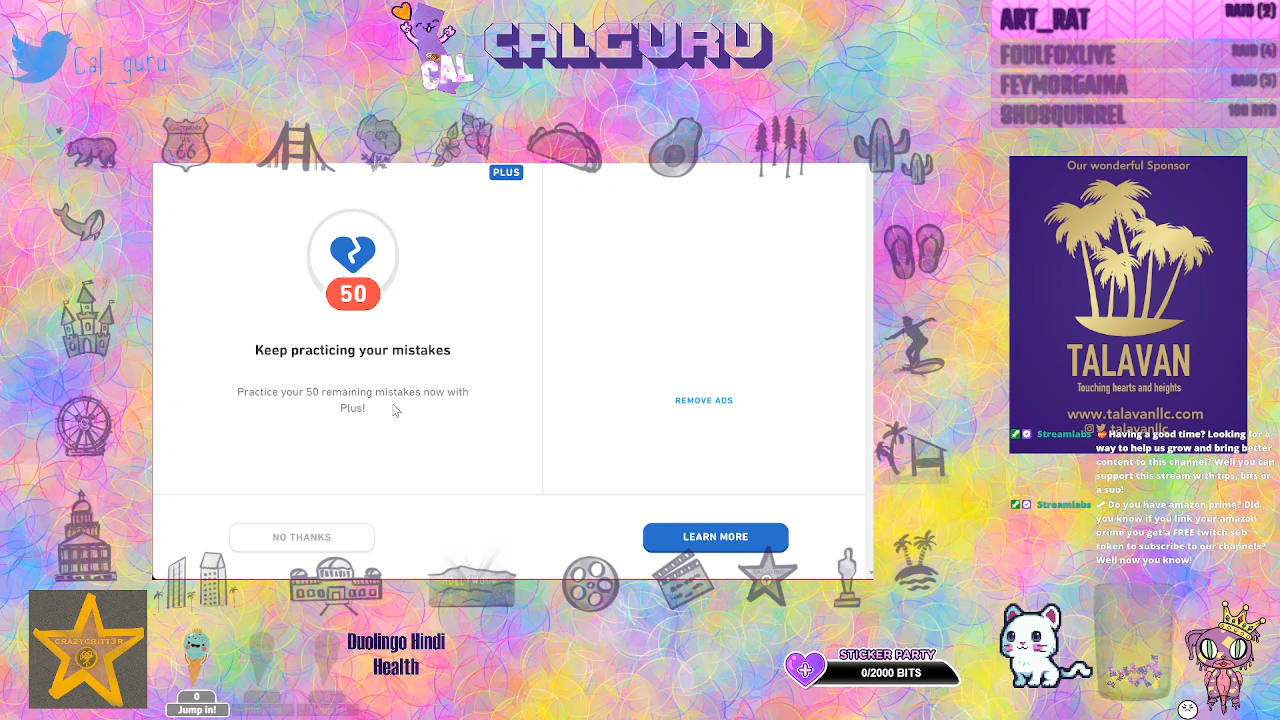 Cal_guru
CAL
CALGURU
ART_RAT RAID (2)
FOULFOXLIVE RAID (4)
FEYMORGAINA
SHOSQUIRREL 100 BITS
CALIFORNIA
US
66
PLUS
50
Keep practicing your mistakes
Practice your 50 remaining mistakes now with
Plus!
REMOVE ADS
NO THANKS
LEARN MORE
Our wonderful Sponsor
TALAVAN
Touching hearts and heights
www.talavanllc.com
talavanllc
Streamlabs Having a good time? Looking for a
way to help us grow and bring better
content to this channel? Well you can
support this stream with tips, bits or
a sub!
Streamlabs Do you have amazon prime? Did
you know if you link your amazon
prime you get a FREE twitch sub
token to subscribe to our channels?
Well now you know!
HOLLYWOOD
CRAZYCRITT3R
0
Jump in!
Duolingo Hindi
Health
STICKER PARTY
0/2000 BITS